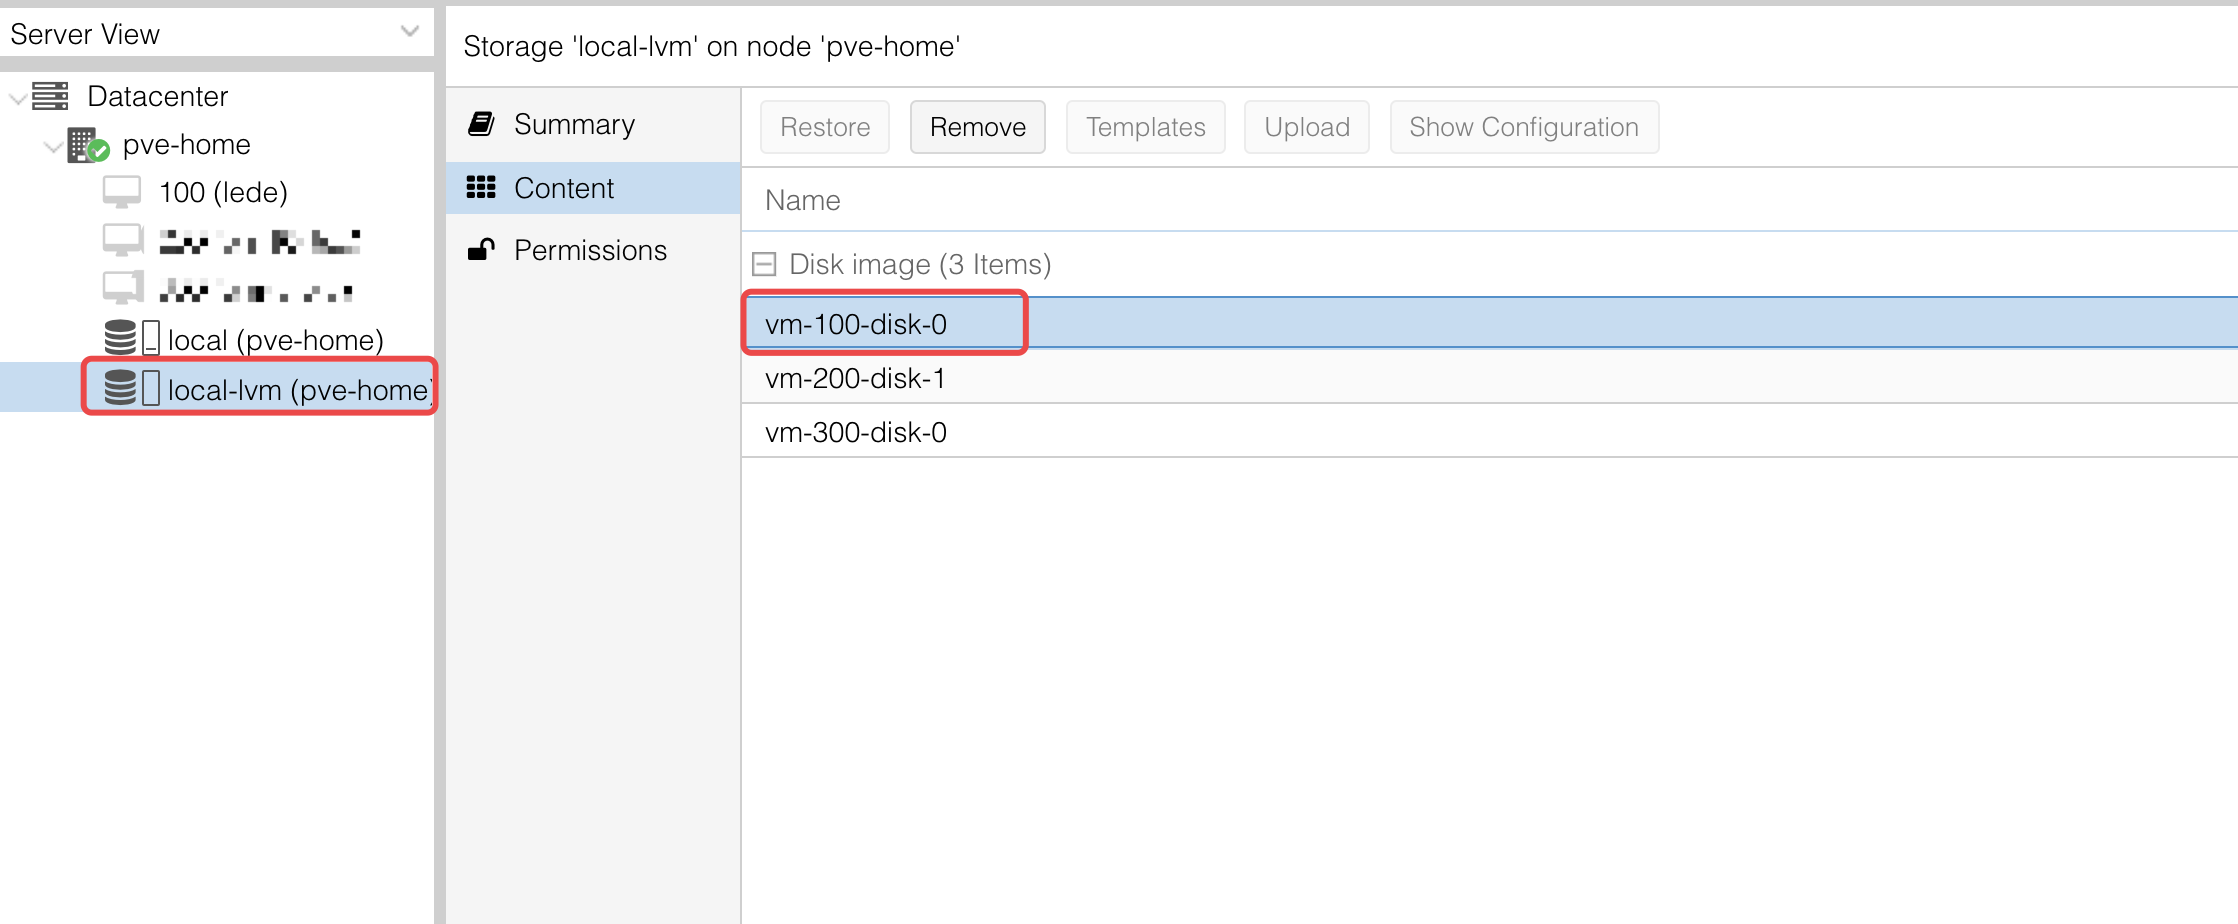 Server View
Datacenter
pve-home
100 (lede)
local (pve-home)
local-lvm (pve-home)
Storage 'local-lvm' on node 'pve-home'
Summary
Content
Permissions
Restore Remove Templates Upload Show Configuration
Name
Disk image (3 Items)
vm-100-disk-0
vm-200-disk-1
vm-300-disk-0